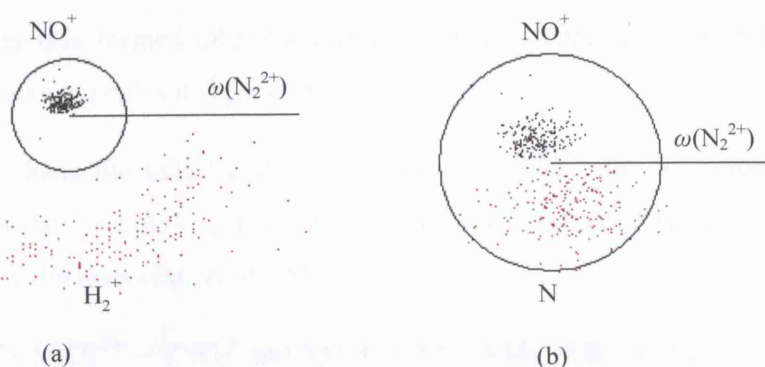 NO⁺
ω(N₂²⁺)
H₂⁺
(a)
NO⁺
ω(N₂²⁺)
N
(b)